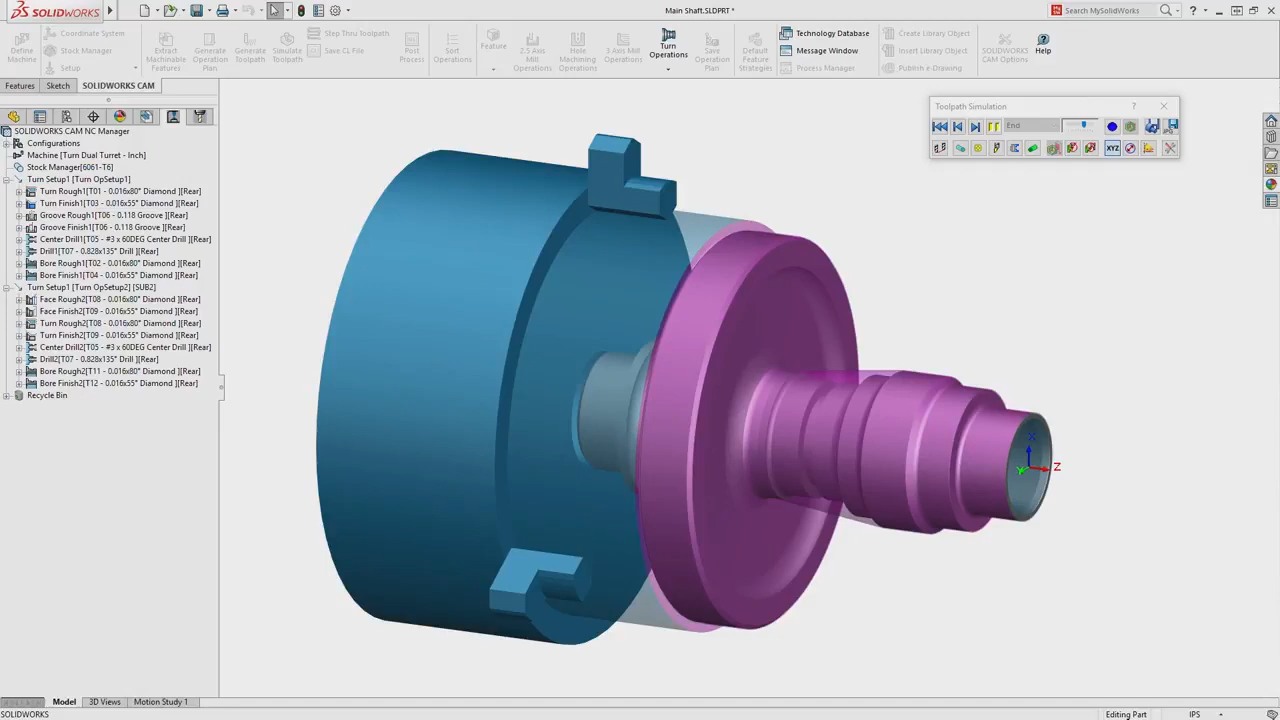 SOLIDWORKS
Main Shaft.SLDPRT *
Search MySolidWorks
Define Machine
Coordinate System
Stock Manager
Setup
Extract Machinable Features
Generate Operation Plan
Generate Toolpath
Simulate Toolpath
Step Thru Toolpath
Save CL File
Post Process
Sort Operations
Feature
2.5 Axis Mill Operations
Hole Machining Operations
3 Axis Mill Operations
Turn Operations
Save Operation Plan
Default Feature Strategies
Technology Database
Message Window
Process Manager
Create Library Object
Insert Library Object
Publish e-Drawing
SOLIDWORKS CAM Options
Help
Features
Sketch
SOLIDWORKS CAM
SOLIDWORKS CAM NC Manager
Configurations
Machine [Turn Dual Turret - Inch]
Stock Manager[6061-T6]
Turn Setup1 [Turn OpSetup1]
Turn Rough1[T01 - 0.016x80° Diamond ][Rear]
Turn Finish1[T03 - 0.016x55° Diamond ][Rear]
Groove Rough1[T06 - 0.118 Groove ][Rear]
Groove Finish1[T06 - 0.118 Groove ][Rear]
Center Drill1[T05 - #3 x 60DEG Center Drill][Rear]
Drill1[T07 - 0.828x135° Drill][Rear]
Bore Rough1[T02 - 0.016x80° Diamond ][Rear]
Bore Finish1[T04 - 0.016x55° Diamond ][Rear]
Turn Setup1 [Turn OpSetup2] [SUB2]
Face Rough2[T08 - 0.016x80° Diamond ][Rear]
Face Finish2[T09 - 0.016x55° Diamond ][Rear]
Turn Rough2[T08 - 0.016x80° Diamond ][Rear]
Turn Finish2[T09 - 0.016x55° Diamond ][Rear]
Center Drill2[T05 - #3 x 60DEG Center Drill][Rear]
Drill2[T07 - 0.828x135° Drill][Rear]
Bore Rough2[T11 - 0.016x80° Diamond ][Rear]
Bore Finish2[T12 - 0.016x55° Diamond ][Rear]
Recycle Bin
Toolpath Simulation
?
End
XYZ
X
Y
Z
Model
3D Views
Motion Study 1
SOLIDWORKS
Editing Part
IPS